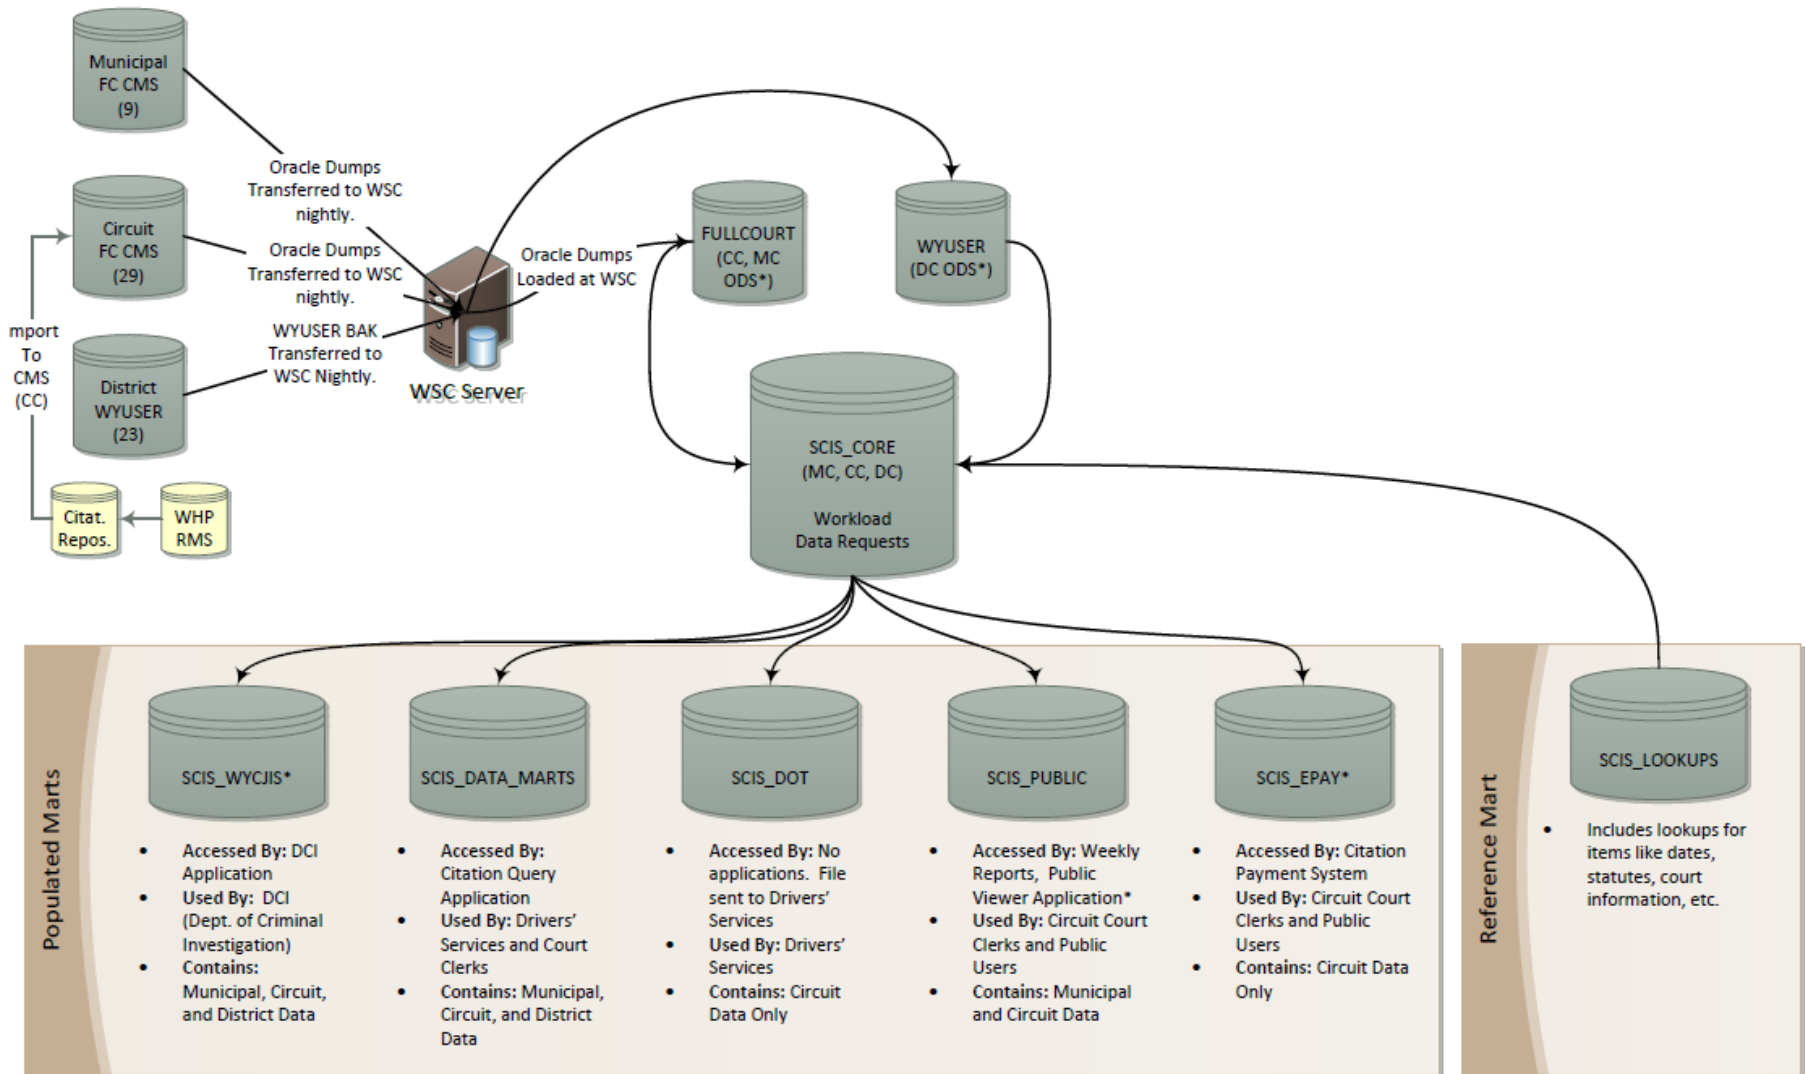 Municipal
FC CMS
(9)
Oracle Dumps
Transferred to WSC
nightly.
Circuit
FC CMS
(29)
Oracle Dumps
Transferred to WSC
nightly.
Oracle Dumps
Loaded at WSC
FULLCOURT
(CC, MC
ODS*)
WYUSER
(DC ODS*)
mport
To
CMS
(CC)
WYUSER BAK
Transferred to
WSC Nightly.
WSC Server
District
WYUSER
(23)
Citat.
Repos.
WHP
RMS
SCIS_CORE
(MC, CC, DC)
Workload
Data Requests
Populated Marts
SCIS_WYCJIS*
• Accessed By: DCI
Application
• Used By: DCI
(Dept. of Criminal
Investigation)
• Contains:
Municipal, Circuit,
and District Data
SCIS_DATA_MARTS
• Accessed By:
Citation Query
Application
• Used By: Drivers’
Services and Court
Clerks
• Contains: Municipal,
Circuit, and District
Data
SCIS_DOT
• Accessed By: No
applications. File
sent to Drivers’
Services
• Used By: Drivers’
Services
• Contains: Circuit
Data Only
SCIS_PUBLIC
• Accessed By: Weekly
Reports, Public
Viewer Application*
• Used By: Circuit Court
Clerks and Public
Users
• Contains: Municipal
and Circuit Data
SCIS_EPAY*
• Accessed By: Citation
Payment System
• Used By: Circuit Court
Clerks and Public
Users
• Contains: Circuit Data
Only
Reference Mart
SCIS_LOOKUPS
• Includes lookups for
items like dates,
statutes, court
information, etc.